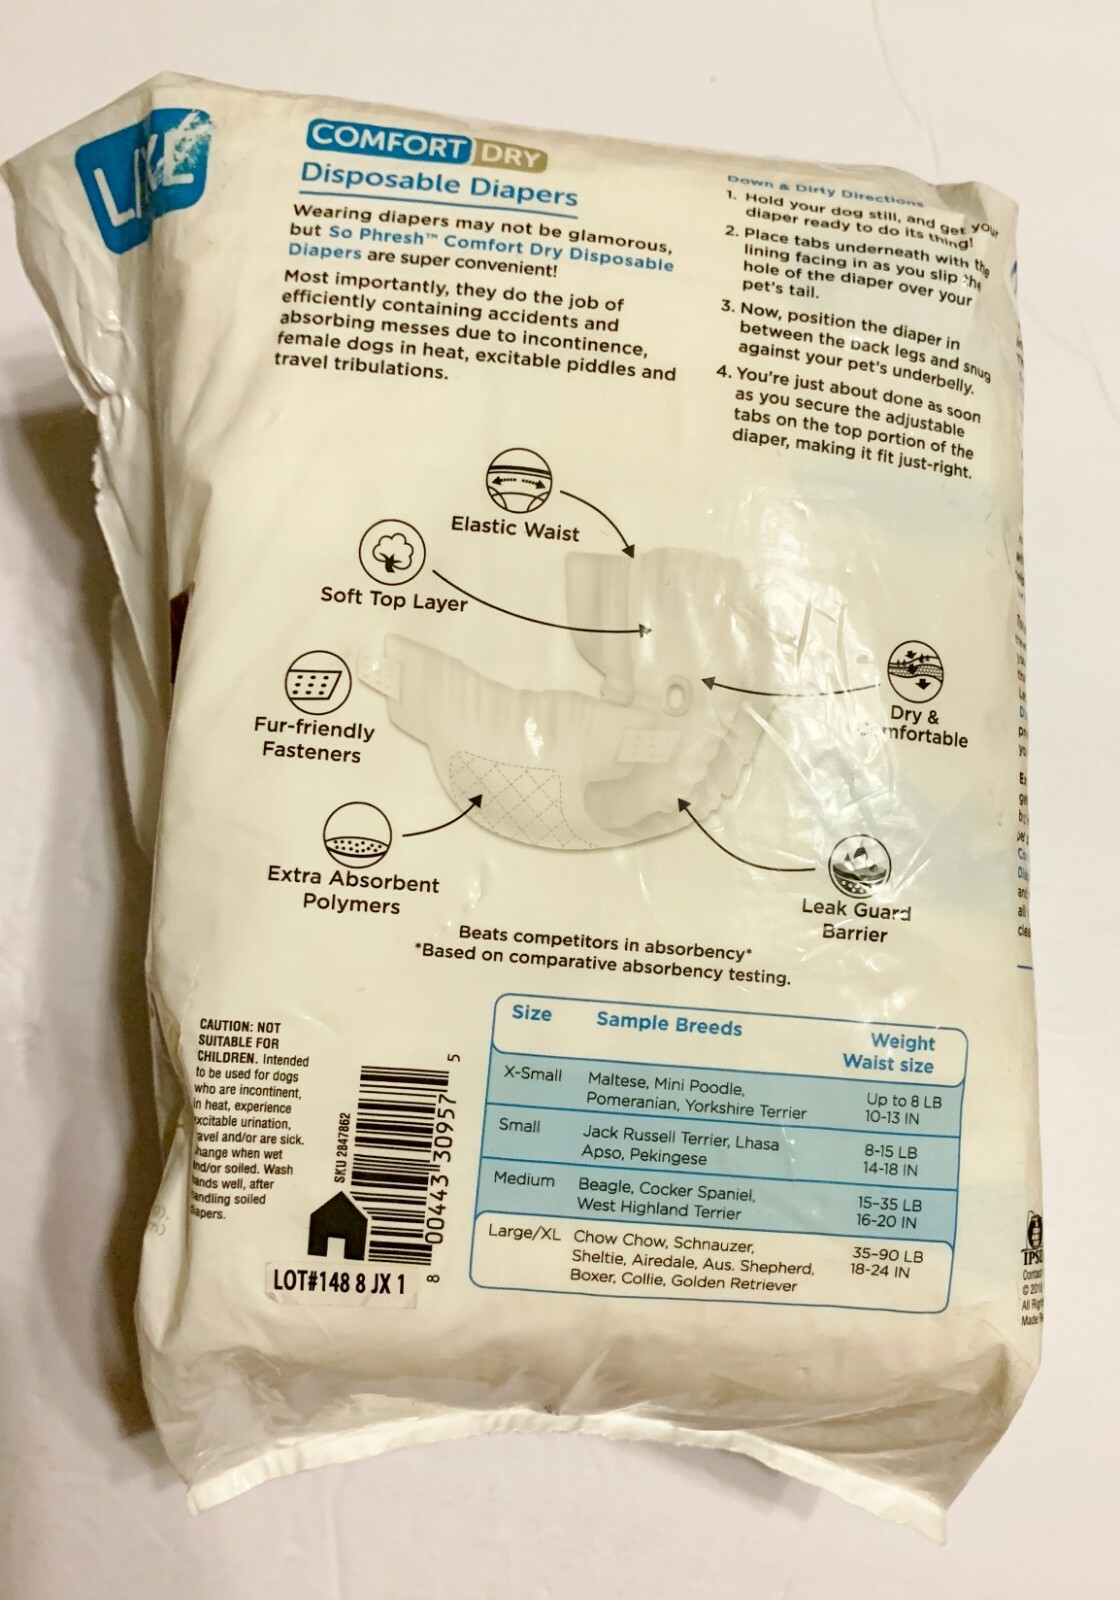 L/XL
COMFORT DRY
Disposable Diapers
Wearing diapers may not be glamorous,
but So Phresh™ Comfort Dry Disposable
Diapers are super convenient!
Most importantly, they do the job of
efficiently containing accidents and
absorbing messes due to incontinence,
female dogs in heat, excitable piddles and
travel tribulations.
Down & Dirty Directions
1. Hold your dog still, and get your
diaper ready to do its thing!
2. Place tabs underneath with the
lining facing in as you slip the
hole of the diaper over your
pet's tail.
3. Now, position the diaper in
between the back legs and snug
against your pet's underbelly.
4. You're just about done as soon
as you secure the adjustable
tabs on the top portion of the
diaper, making it fit just-right.
Elastic Waist
Soft Top Layer
Fur-friendly
Fasteners
Extra Absorbent
Polymers
Dry &
mfortable
Leak Guard
Barrier
Beats competitors in absorbency*
*Based on comparative absorbency testing.
CAUTION: NOT
SUITABLE FOR
CHILDREN. Intended
to be used for dogs
who are incontinent,
in heat, experience
xcitable urination,
avel and/or are sick.
hange when wet
nd/or soiled. Wash
ands well, after
andling soiled
iapers.
SKU 2847862
8 00443 30957 5
LOT#148 8 JX 1
Size Sample Breeds Weight
Waist size
X-Small Maltese, Mini Poodle, Up to 8 LB
Pomeranian, Yorkshire Terrier 10-13 IN
Small Jack Russell Terrier, Lhasa 8-15 LB
Apso, Pekingese 14-18 IN
Medium Beagle, Cocker Spaniel, 15-35 LB
West Highland Terrier 16-20 IN
Large/XL Chow Chow, Schnauzer, 35-90 LB
Sheltie, Airedale, Aus. Shepherd, 18-24 IN
Boxer, Collie, Golden Retriever
IPS
All Righ
Made